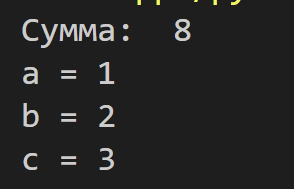 Сумма:  8
a = 1
b = 2
c = 3